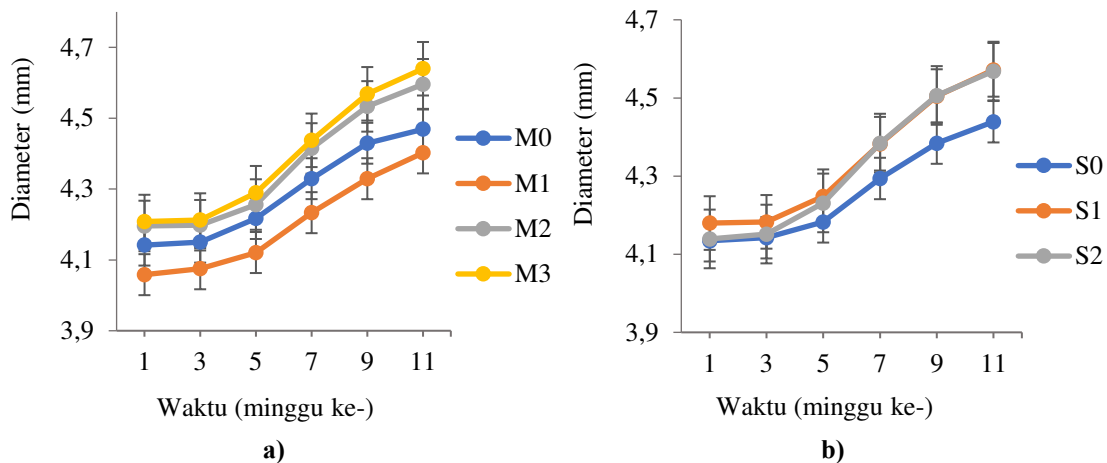 Diameter (mm)
4,7
4,5
4,3
4,1
3,9
1 3 5 7 9 11
Waktu (minggu ke-)
M0
M1
M2
M3
a)
Diameter (mm)
4,7
4,5
4,3
4,1
3,9
1 3 5 7 9 11
Waktu (minggu ke-)
S0
S1
S2
b)